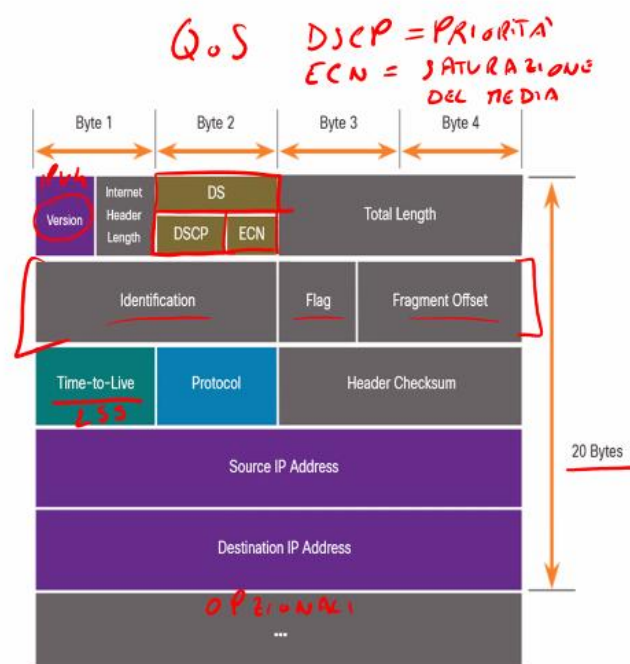 QoS
DSCP = PRIORITÀ
ECN = SATURAZIONE
DEL MEDIA
Byte 1 Byte 2 Byte 3 Byte 4
IPv4
Version
Internet
Header
Length
DS
DSCP ECN
Total Length
Identification Flag Fragment Offset
Time-to-Live Protocol Header Checksum
255
Source IP Address
20 Bytes
Destination IP Address
OPZIONALI
...